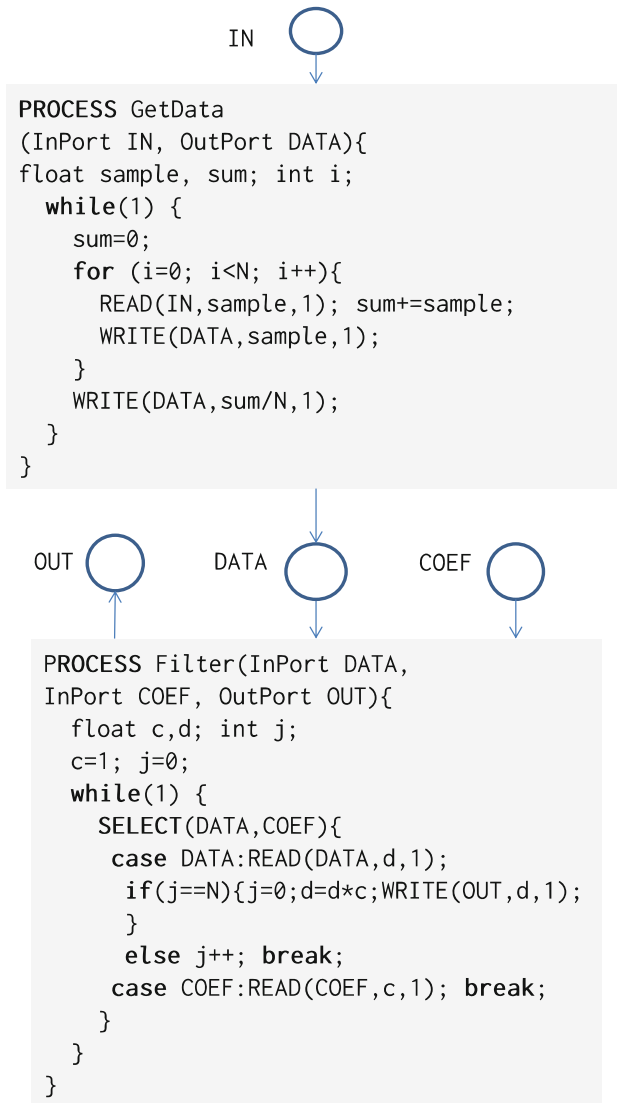 IN
PROCESS GetData
(InPort IN, OutPort DATA){
float sample, sum; int i;
while(1) {
sum=0;
for (i=0; i<N; i++){
READ(IN,sample,1); sum+=sample;
WRITE(DATA,sample,1);
}
WRITE(DATA,sum/N,1);
}
}
OUT DATA COEF
PROCESS Filter(InPort DATA,
InPort COEF, OutPort OUT){
float c,d; int j;
c=1; j=0;
while(1) {
SELECT(DATA,COEF){
case DATA:READ(DATA,d,1);
if(j==N){j=0;d=d*c;WRITE(OUT,d,1);
}
else j++; break;
case COEF:READ(COEF,c,1); break;
}
}
}